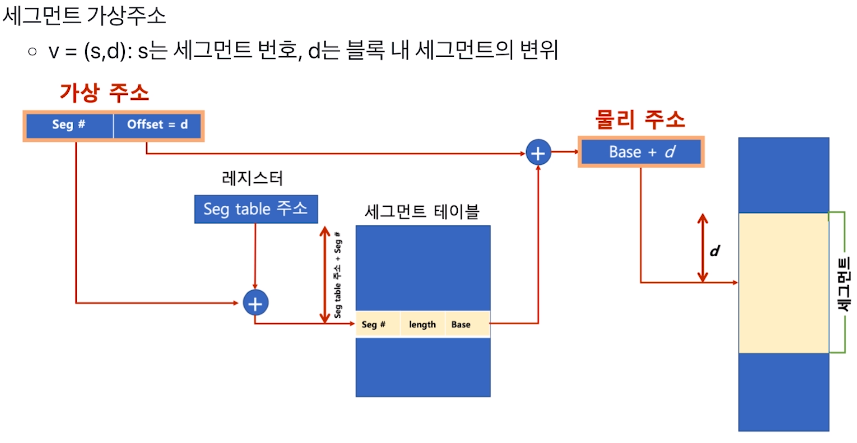 세그먼트 가상주소
v = (s,d): s는 세그먼트 번호, d는 블록 내 세그먼트의 변위
가상 주소
Seg # Offset = d
물리 주소
Base + d
레지스터
Seg table 주소
세그먼트 테이블
Seg table 주소 + Seg #
Seg # length Base
d
세그먼트